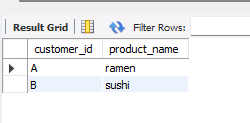 Result Grid Filter Rows:
customer_id product_name
A ramen
B sushi